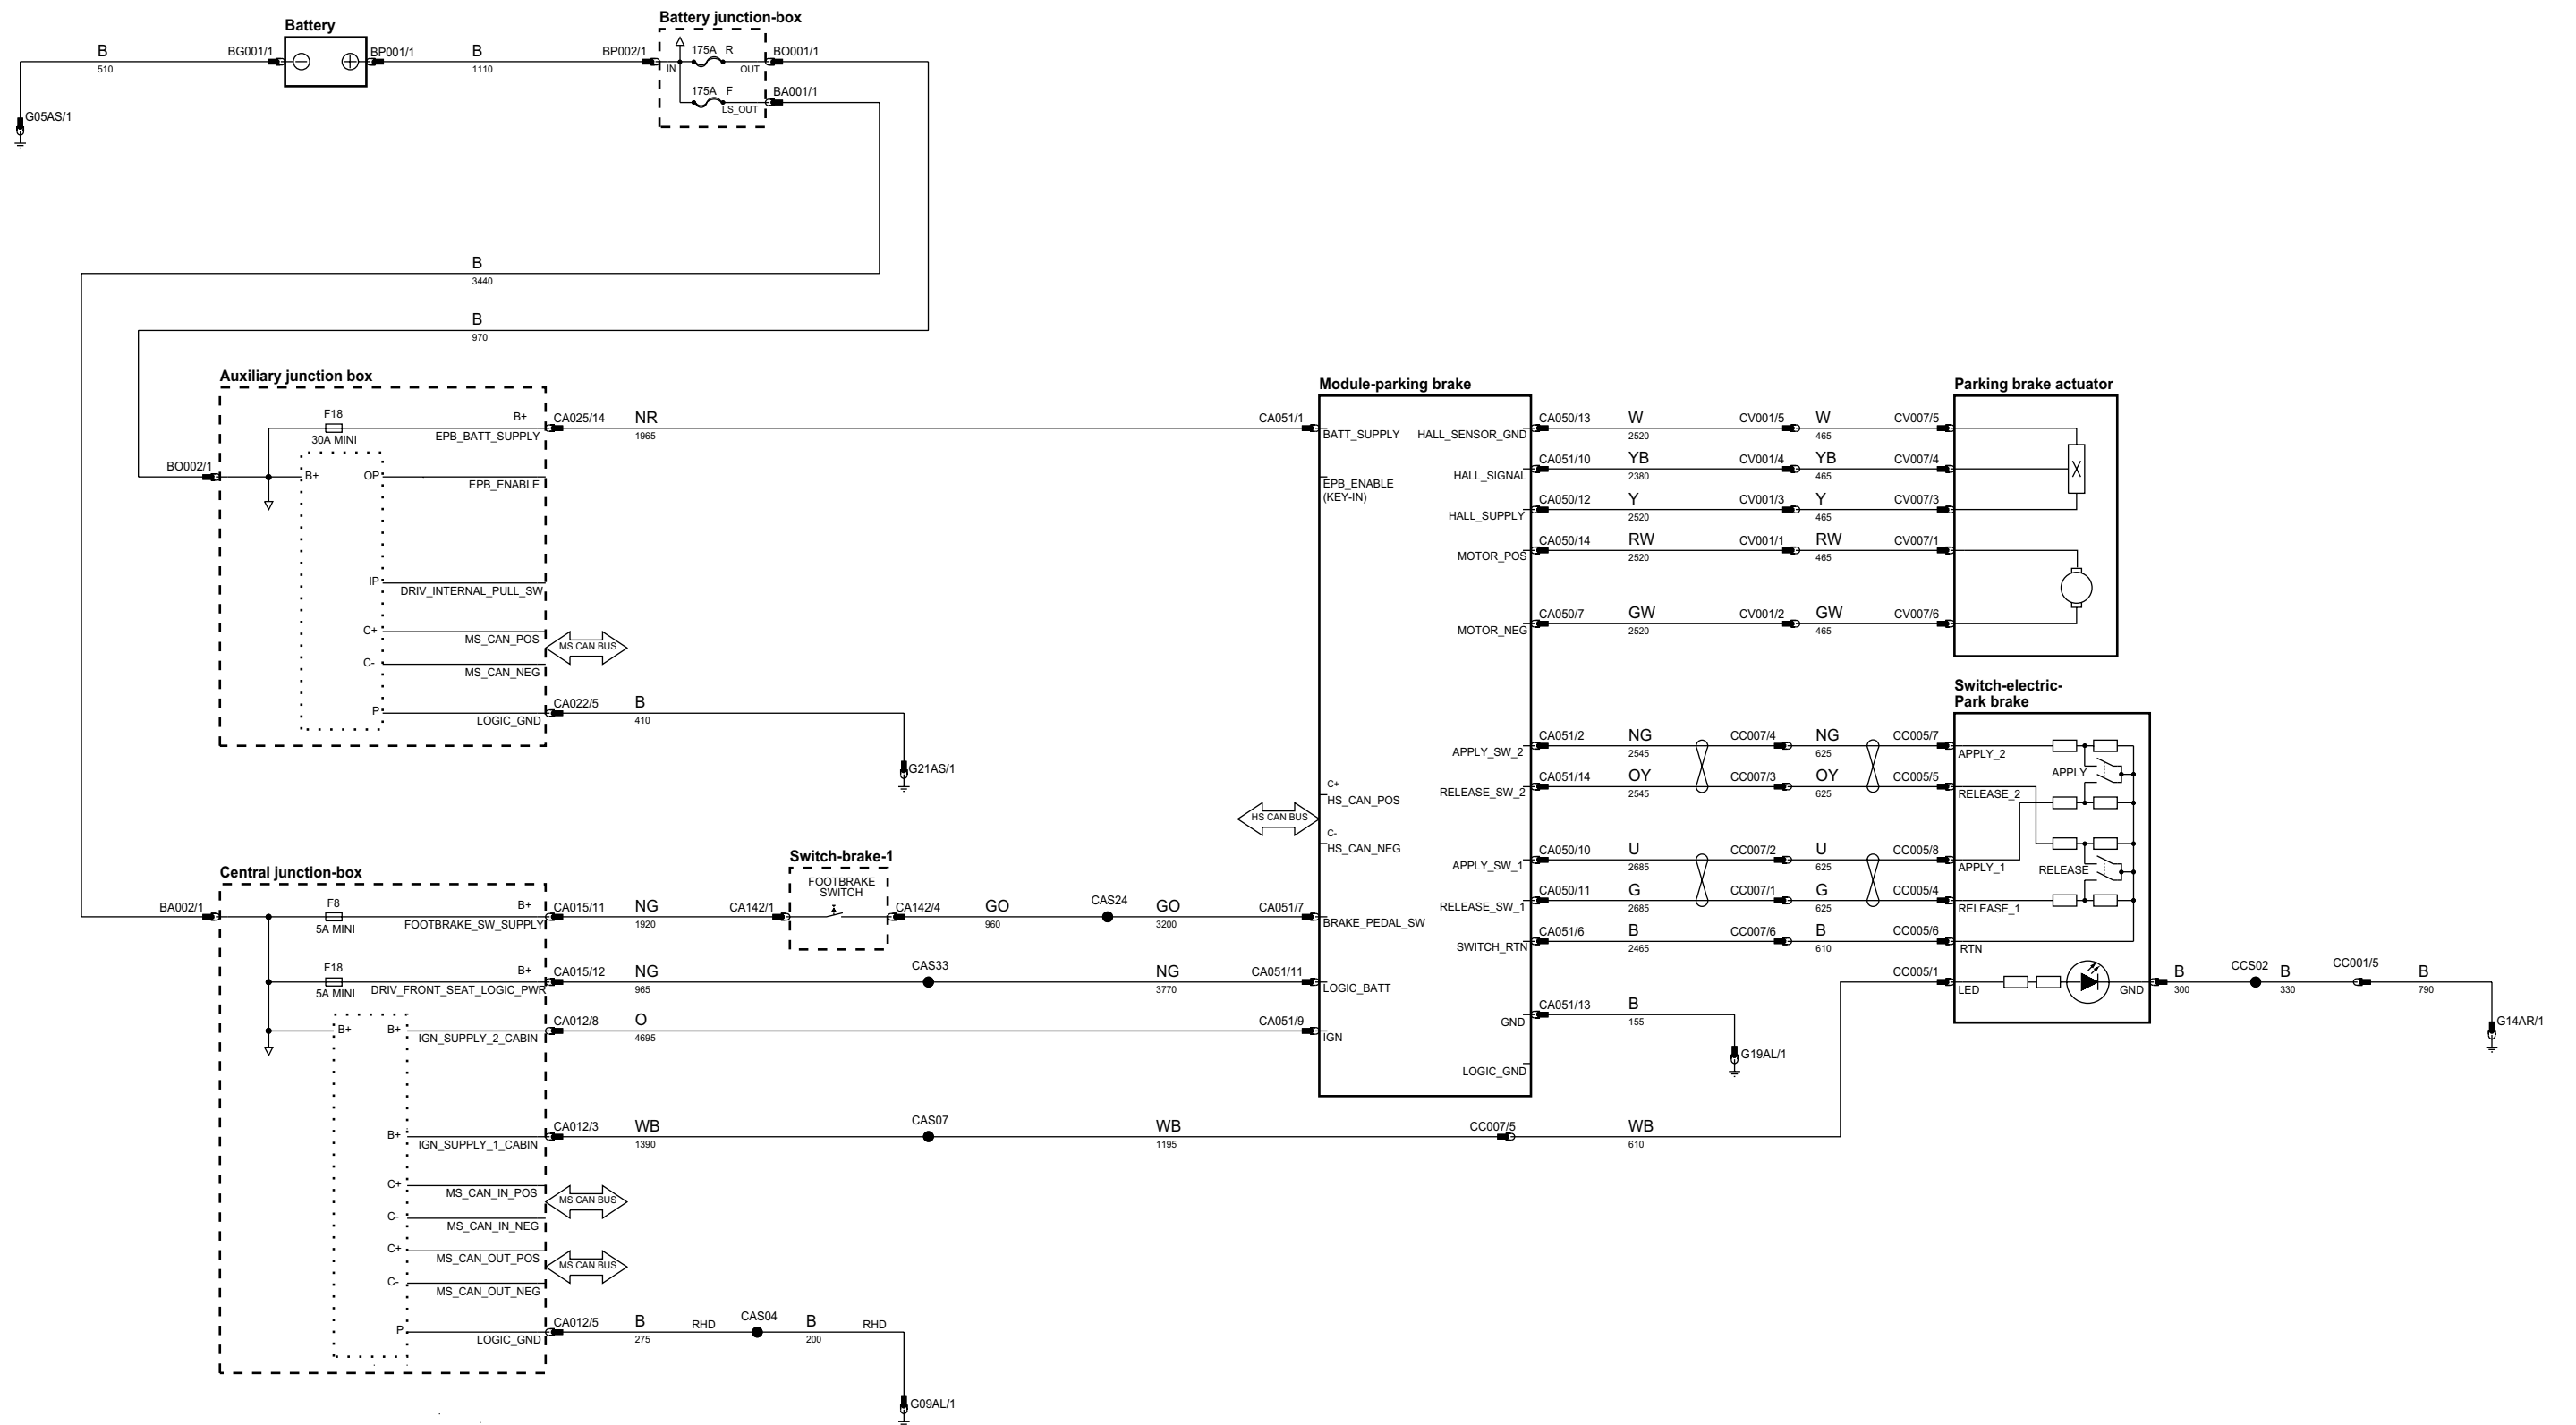 Battery
Battery junction-box
B
510
BG001/1
BP001/1
B
1110
BP002/1
IN
175A R
OUT
BO001/1
175A F
LS_OUT
BA001/1
G05AS/1
B
3440
B
970
Auxiliary junction box
F18
30A MINI
B+
EPB_BATT_SUPPLY
CA025/14
NR
1965
CA051/1
BO002/1
B+
OP
EPB_ENABLE
IP
DRIV_INTERNAL_PULL_SW
C+
MS_CAN_POS
MS CAN BUS
C-
MS_CAN_NEG
P
LOGIC_GND
CA022/5
B
410
G21AS/1
Module-parking brake
BATT_SUPPLY
EPB_ENABLE
(KEY-IN)
C+
HS_CAN_POS
HS CAN BUS
C-
HS_CAN_NEG
BRAKE_PEDAL_SW
LOGIC_BATT
IGN
HALL_SENSOR_GND
HALL_SIGNAL
HALL_SUPPLY
MOTOR_POS
MOTOR_NEG
APPLY_SW_2
RELEASE_SW_2
APPLY_SW_1
RELEASE_SW_1
SWITCH_RTN
GND
LOGIC_GND
Parking brake actuator
CA050/13
W
2520
CV001/5
W
465
CV007/5
CA051/10
YB
2380
CV001/4
YB
465
CV007/4
CA050/12
Y
2520
CV001/3
Y
465
CV007/3
CA050/14
RW
2520
CV001/1
RW
465
CV007/1
CA050/7
GW
2520
CV001/2
GW
465
CV007/6
Switch-electric-
Park brake
CA051/2
NG
2545
CC007/4
NG
625
CC005/7
APPLY_2
APPLY
CA051/14
OY
2545
CC007/3
OY
625
CC005/5
RELEASE_2
CA050/10
U
2685
CC007/2
U
625
CC005/8
APPLY_1
RELEASE
CA050/11
G
2685
CC007/1
G
625
CC005/4
RELEASE_1
CA051/6
B
2465
CC007/6
B
610
CC005/6
RTN
CC005/1
LED
GND
B
300
CCS02
B
330
CC001/5
B
790
G14AR/1
CA051/13
B
155
G19AL/1
Central junction-box
BA002/1
F8
5A MINI
B+
FOOTBRAKE_SW_SUPPLY
CA015/11
NG
1920
CA142/1
Switch-brake-1
FOOTBRAKE
SWITCH
CA142/4
GO
960
CAS24
GO
3200
CA051/7
F18
5A MINI
B+
DRIV_FRONT_SEAT_LOGIC_PWR
CA015/12
NG
965
CAS33
NG
3770
CA051/11
B+
B+
IGN_SUPPLY_2_CABIN
CA012/8
O
4695
CA051/9
B+
IGN_SUPPLY_1_CABIN
CA012/3
WB
1390
CAS07
WB
1195
CC007/5
WB
610
C+
MS_CAN_IN_POS
MS CAN BUS
C-
MS_CAN_IN_NEG
C+
MS_CAN_OUT_POS
MS CAN BUS
C-
MS_CAN_OUT_NEG
P
LOGIC_GND
CA012/5
B
275
RHD
CAS04
B
200
RHD
G09AL/1